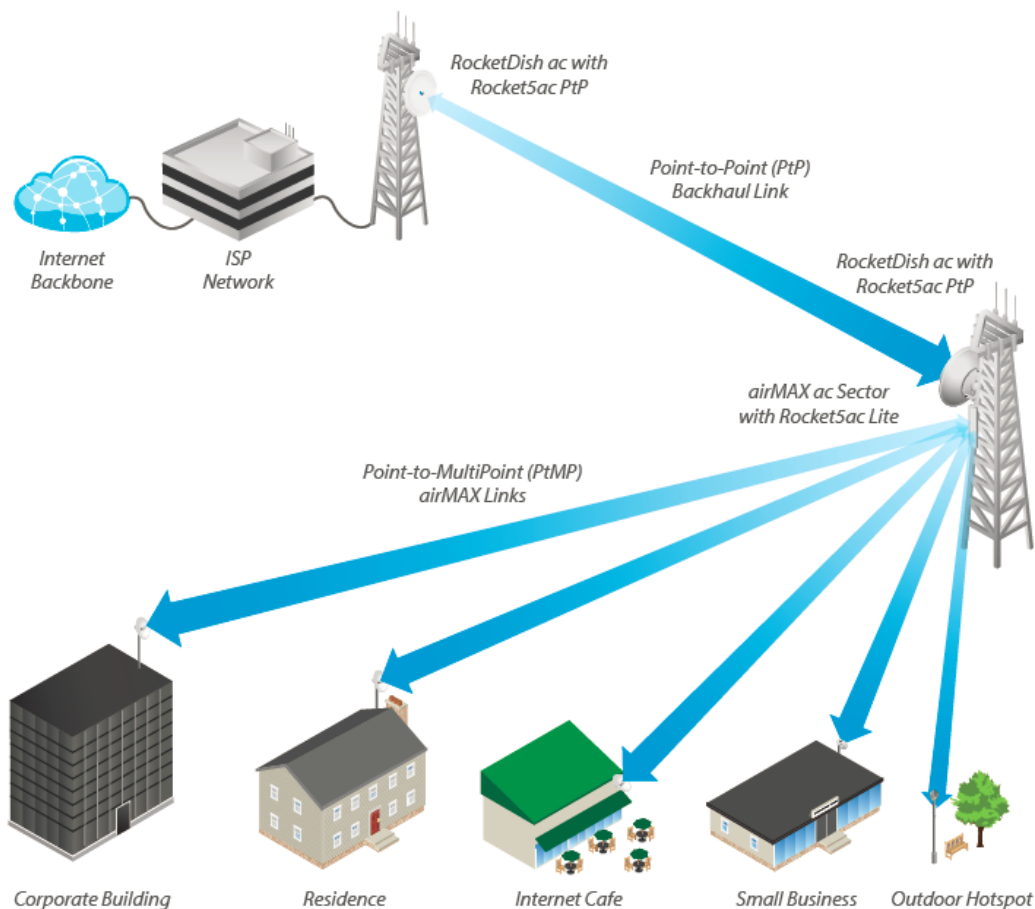 RocketDish ac with
Rocket5ac PtP
Point-to-Point (PtP)
Backhaul Link
Internet
Backbone
ISP
Network
RocketDish ac with
Rocket5ac PtP
airMAX ac Sector
with Rocket5ac Lite
Point-to-MultiPoint (PtMP)
airMAX Links
Corporate Building
Residence
Internet Cafe
Small Business
Outdoor Hotspot